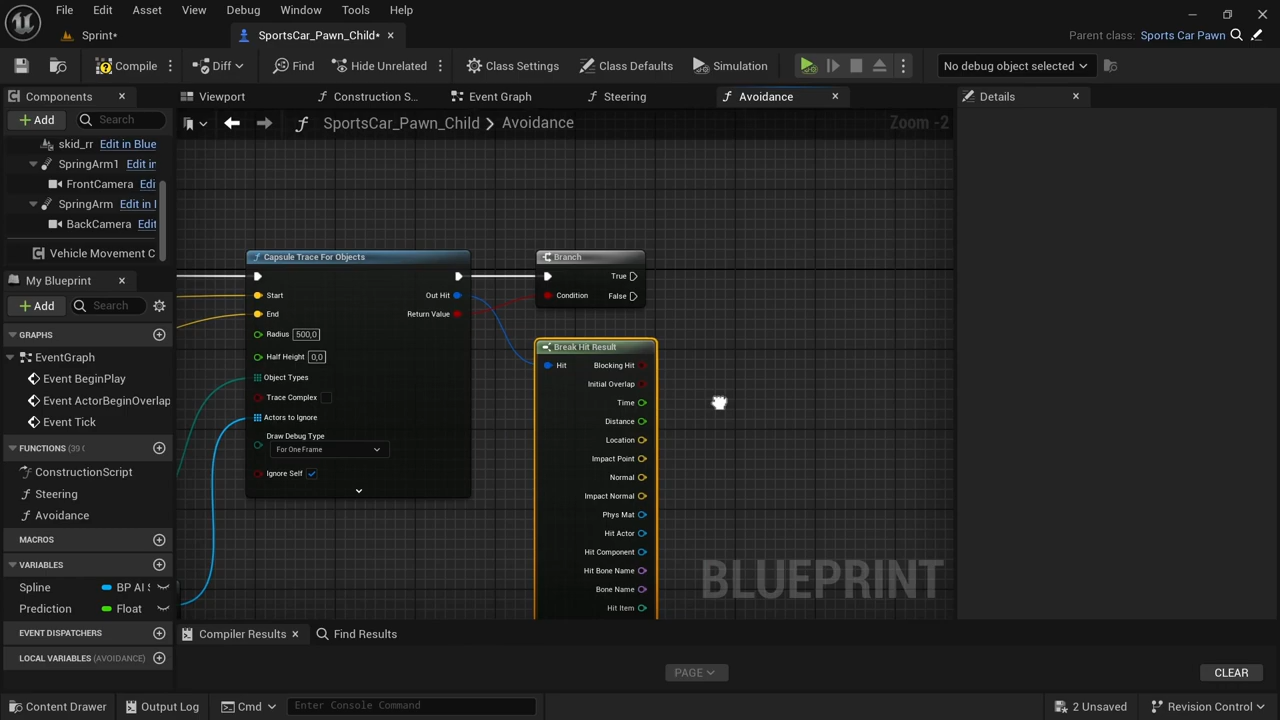 File Edit Asset View Debug Window Tools Help
Sprint* SportsCar_Pawn_Child* Parent class: Sports Car Pawn
Compile Diff Find Hide Unrelated Class Settings Class Defaults Simulation No debug object selected
Components Viewport Construction S... Event Graph Steering Avoidance Details
Add Search SportsCar_Pawn_Child Avoidance Zoom -2
skid_rr Edit in Blue
SpringArm1 Edit in
FrontCamera Edi
SpringArm Edit in
BackCamera Edit
Vehicle Movement C
My Blueprint
Add Search
GRAPHS
EventGraph
Event BeginPlay
Event ActorBeginOverlap
Event Tick
FUNCTIONS
ConstructionScript
Steering
Avoidance
MACROS
VARIABLES
Spline BP AI S
Prediction Float
EVENT DISPATCHERS
LOCAL VARIABLES (AVOIDANCE)
Capsule Trace For Objects
Start Out Hit
End Return Value
Radius 500,0
Half Height 0,0
Object Types
Trace Complex
Actors to Ignore
Draw Debug Type
For One Frame
Ignore Self
Branch
True
Condition False
Break Hit Result
Hit Blocking Hit
Initial Overlap
Time
Distance
Location
Impact Point
Normal
Impact Normal
Phys Mat
Hit Actor
Hit Component
Hit Bone Name
Bone Name
Hit Item
BLUEPRINT
Compiler Results Find Results
PAGE CLEAR
Content Drawer Output Log Cmd Enter Console Command 2 Unsaved Revision Control